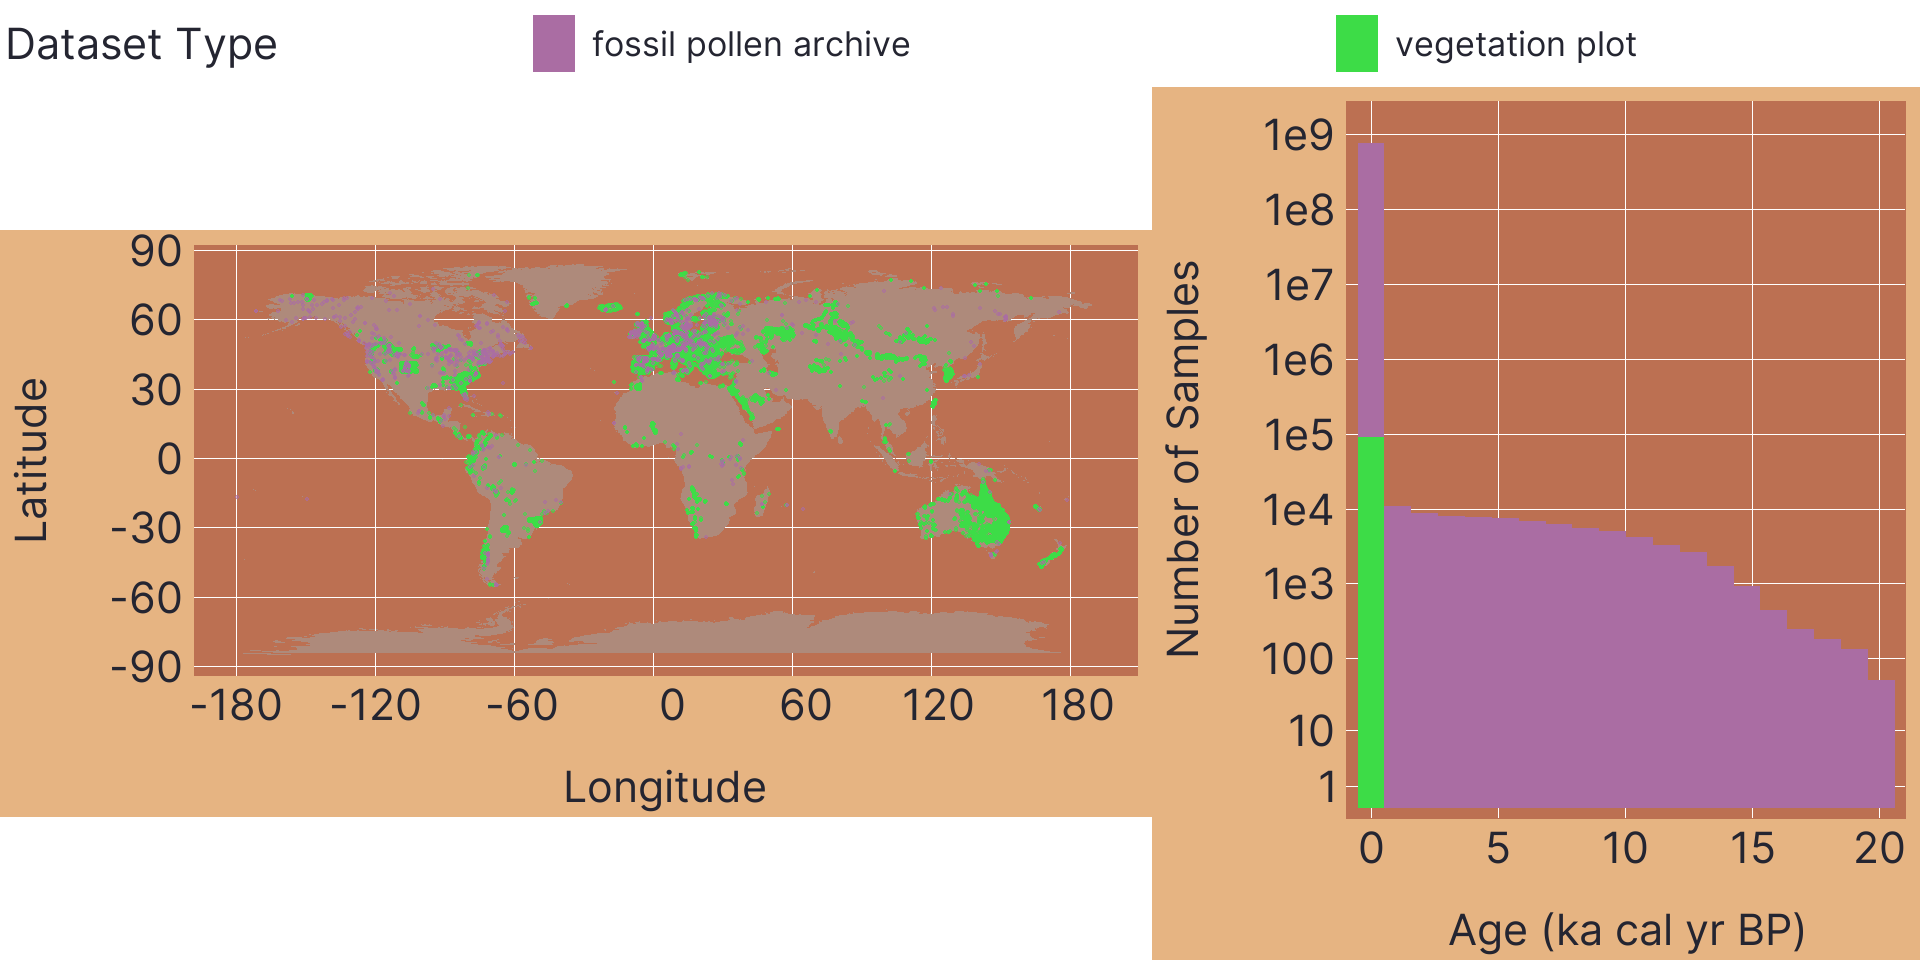 Dataset Type
fossil pollen archive
vegetation plot
Latitude
90
60
30
0
-30
-60
-90
-180 -120 -60 0 60 120 180
Longitude
Number of Samples
1e9
1e8
1e7
1e6
1e5
1e4
1e3
100
10
1
0 5 10 15 20
Age (ka cal yr BP)